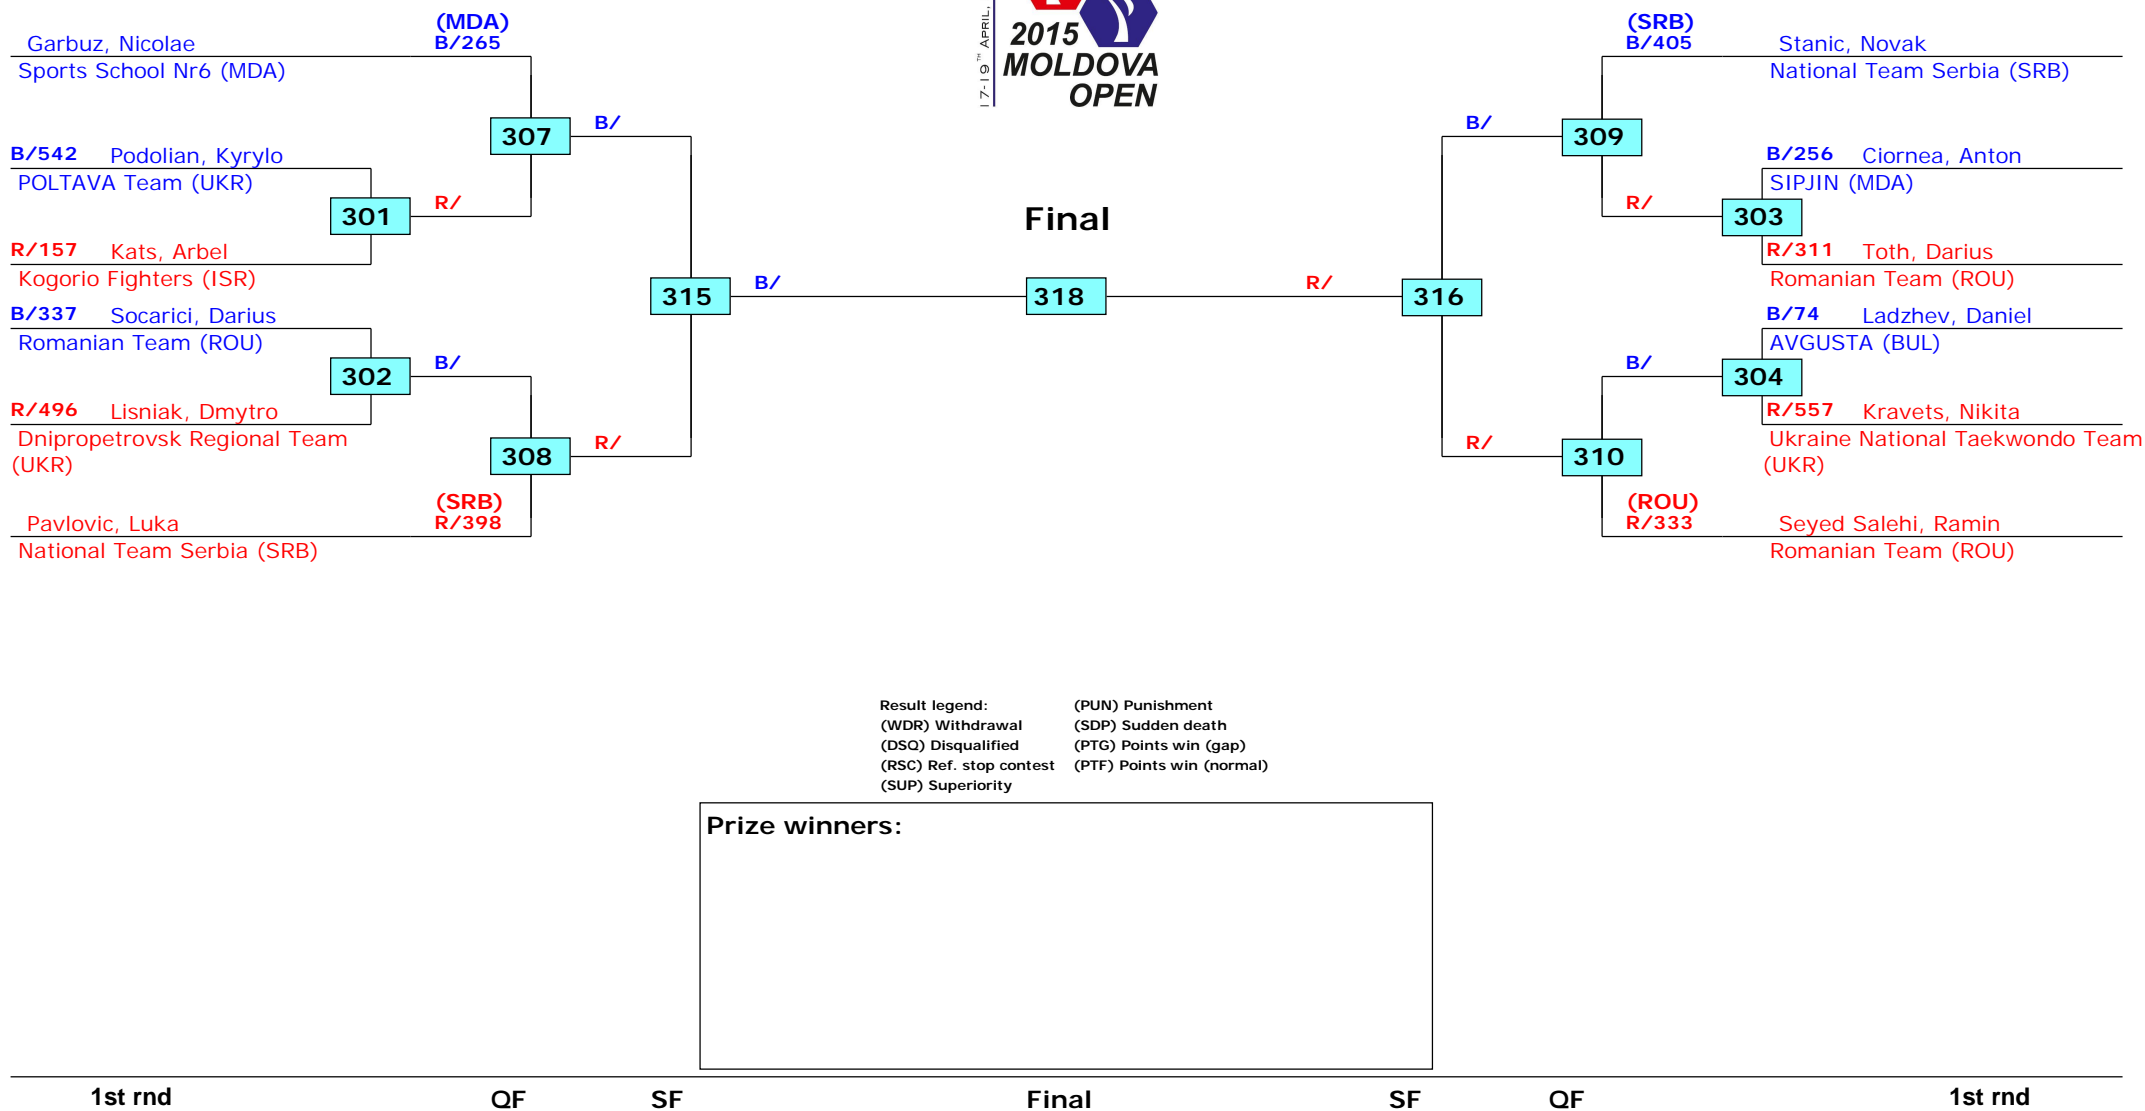 (MDA)
Garbuz, Nicolae B/265
Sports School Nr6 (MDA)
307
B/
B/542 Podolian, Kyrylo
POLTAVA Team (UKR)
301
R/
R/157 Kats, Arbel
Kogorio Fighters (ISR)
315
B/
B/337 Socarici, Darius
Romanian Team (ROU)
302
B/
R/496 Lisniak, Dmytro
Dnipropetrovsk Regional Team
(UKR)
308
R/
(SRB)
Pavlovic, Luka R/398
National Team Serbia (SRB)
17-19TH APRIL,
2015
MOLDOVA
OPEN
Final
318
(SRB)
B/405 Stanic, Novak
National Team Serbia (SRB)
B/
309
B/256 Ciornea, Anton
SIPJIN (MDA)
R/
303
R/311 Toth, Darius
Romanian Team (ROU)
R/
316
B/74 Ladzhev, Daniel
AVGUSTA (BUL)
B/
304
R/557 Kravets, Nikita
Ukraine National Taekwondo Team
(UKR)
R/
310
(ROU)
R/333 Seyed Salehi, Ramin
Romanian Team (ROU)
Result legend: (PUN) Punishment
(WDR) Withdrawal (SDP) Sudden death
(DSQ) Disqualified (PTG) Points win (gap)
(RSC) Ref. stop contest (PTF) Points win (normal)
(SUP) Superiority
Prize winners:
1st rnd QF SF Final SF QF 1st rnd